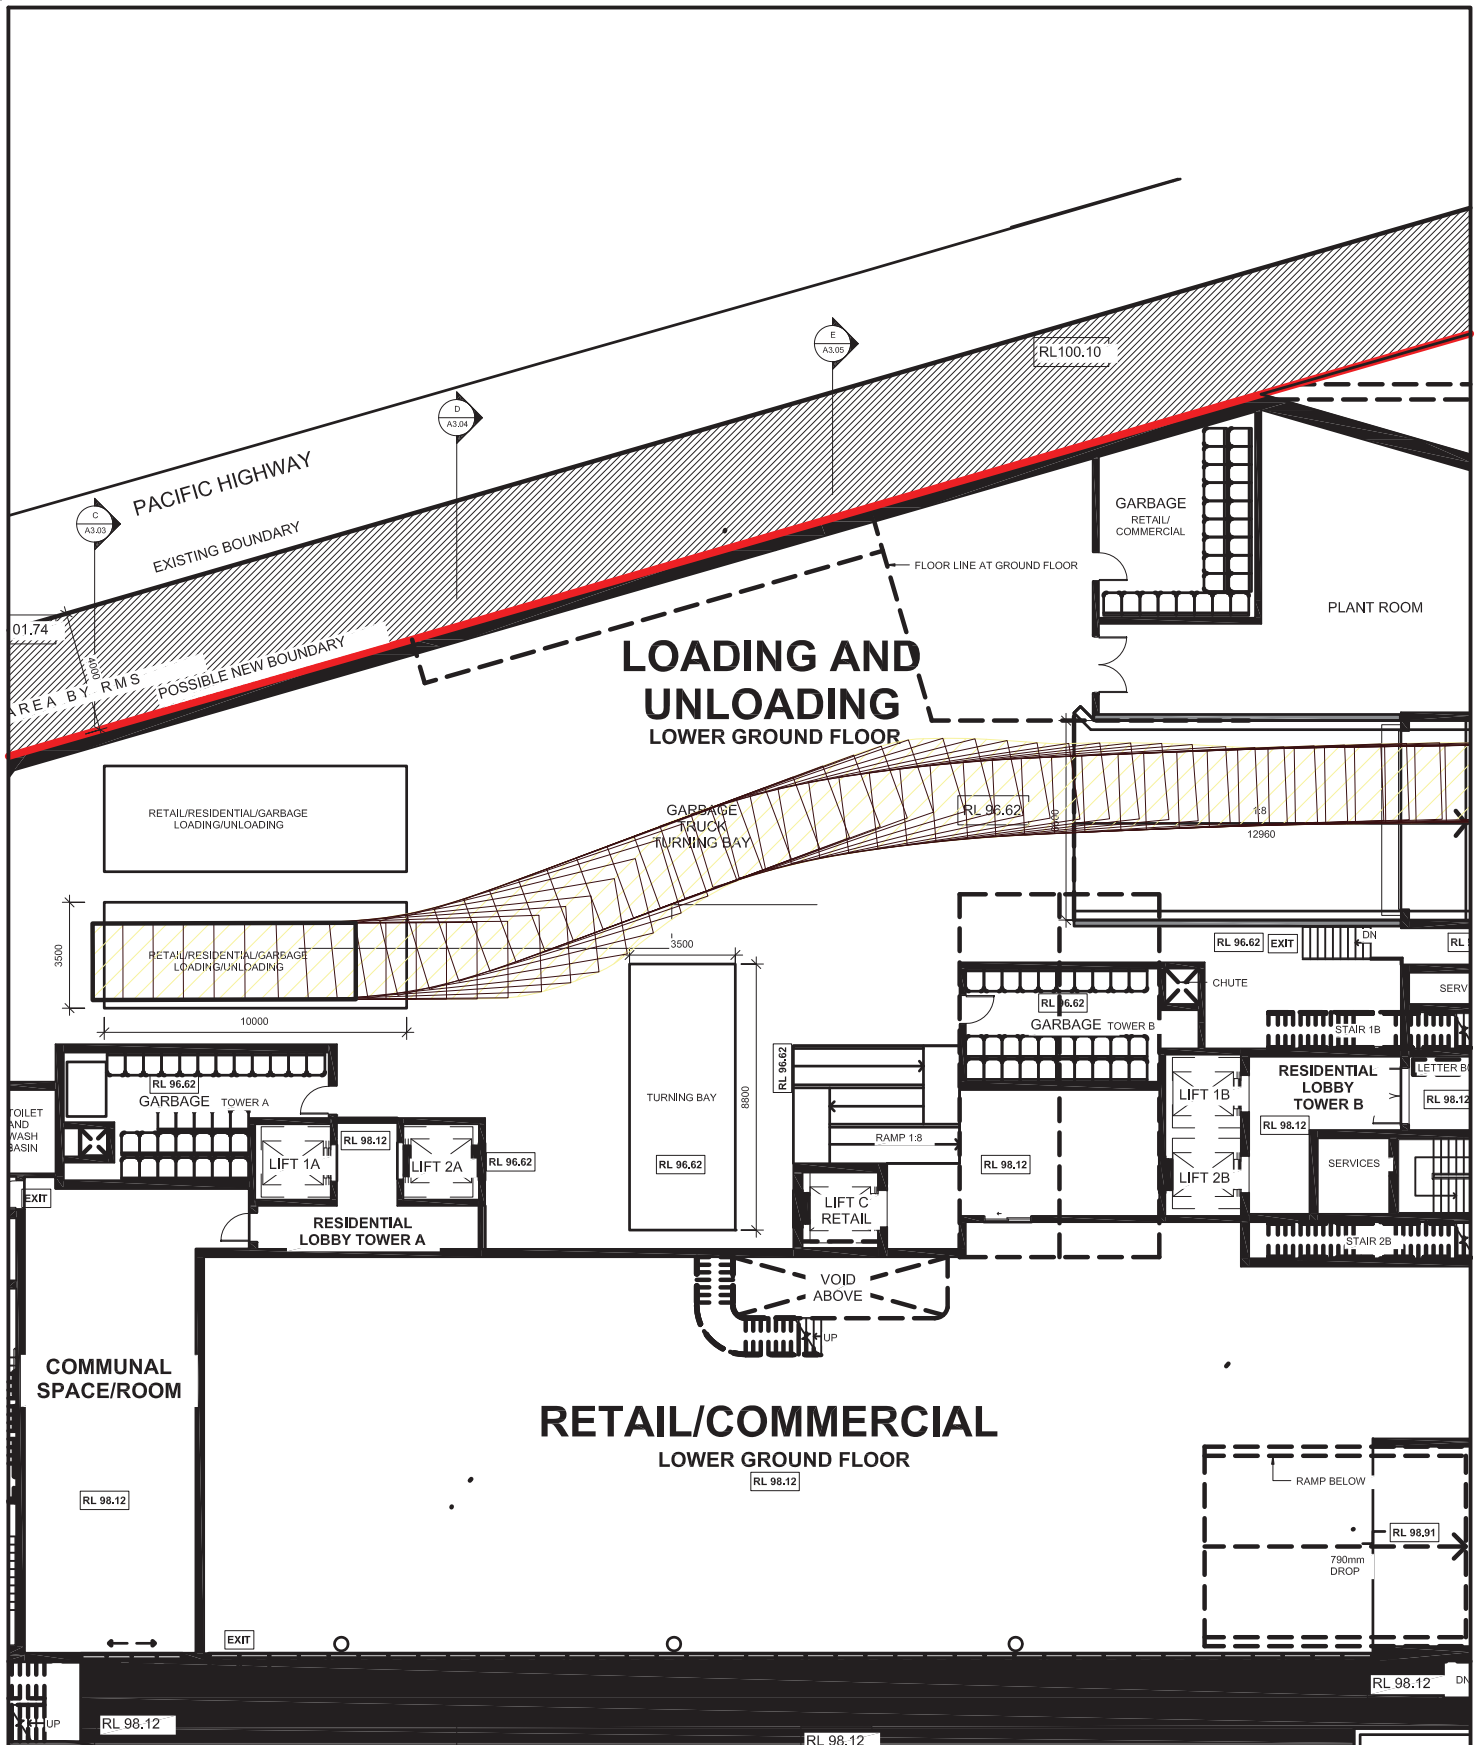 E
A3.05
RL100.10
D
A3.04
PACIFIC HIGHWAY
C
A3.03
EXISTING BOUNDARY
GARBAGE
RETAIL/
COMMERCIAL
FLOOR LINE AT GROUND FLOOR
PLANT ROOM
01.74
4000
AREA BY RMS
POSSIBLE NEW BOUNDARY
LOADING AND
UNLOADING
LOWER GROUND FLOOR
RETAIL/RESIDENTIAL/GARBAGE
LOADING/UNLOADING
GARBAGE
TRUCK
TURNING BAY
RL 96.62
1:8
12960
3500
RETAIL/RESIDENTIAL/GARBAGE
LOADING/UNLOADING
10000
3500
RL 96.62
EXIT
DN
CHUTE
RL 96.62
GARBAGE TOWER B
STAIR 1B
RL 96.62
GARBAGE TOWER A
TOILET
AND
WASH
BASIN
RL 98.12
LIFT 1A
LIFT 2A
RL 96.62
TURNING BAY
8800
RL 96.62
RL 96.62
RAMP 1:8
RL 98.12
LIFT 1B
RESIDENTIAL
LOBBY
TOWER B
RL 98.12
RL 98.12
LIFT 2B
SERVICES
EXIT
RESIDENTIAL
LOBBY TOWER A
LIFT C
RETAIL
STAIR 2B
VOID
ABOVE
UP
COMMUNAL
SPACE/ROOM
RETAIL/COMMERCIAL
LOWER GROUND FLOOR
RL 98.12
RL 98.12
RAMP BELOW
RL 98.91
790mm
DROP
EXIT
RL 98.12
DN
UP
RL 98.12
RL 98.12